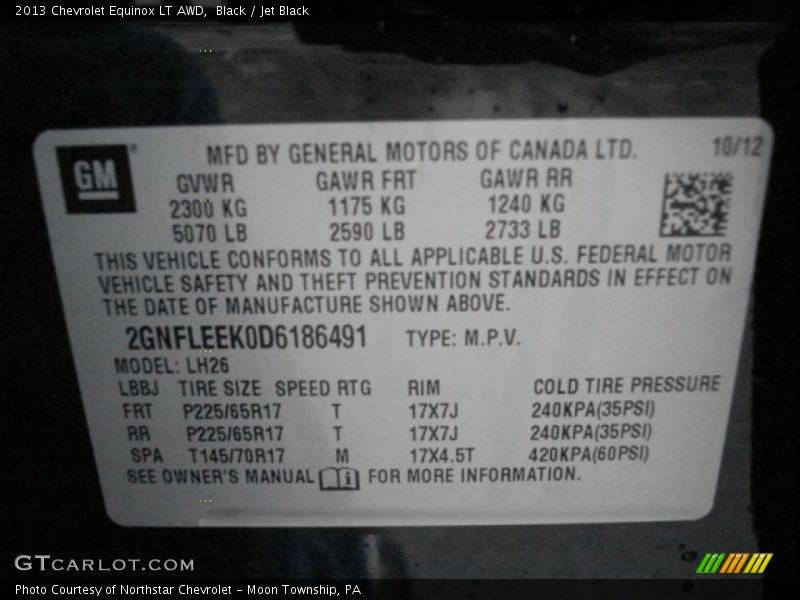 2013 Chevrolet Equinox LT AWD, Black / Jet Black
GM
MFD BY GENERAL MOTORS OF CANADA LTD. 10/12
GVWR GAWR FRT GAWR RR
2300 KG 1175 KG 1240 KG
5070 LB 2590 LB 2733 LB
THIS VEHICLE CONFORMS TO ALL APPLICABLE U.S. FEDERAL MOTOR
VEHICLE SAFETY AND THEFT PREVENTION STANDARDS IN EFFECT ON
THE DATE OF MANUFACTURE SHOWN ABOVE.
2GNFLEEK0D6186491 TYPE: M.P.V.
MODEL: LH26
LBBJ TIRE SIZE SPEED RTG RIM COLD TIRE PRESSURE
FRT P225/65R17 T 17X7J 240KPA(35PSI)
RR P225/65R17 T 17X7J 240KPA(35PSI)
SPA T145/70R17 M 17X4.5T 420KPA(60PSI)
SEE OWNER'S MANUAL FOR MORE INFORMATION.
GTCARLOT.COM
Photo Courtesy of Northstar Chevrolet - Moon Township, PA